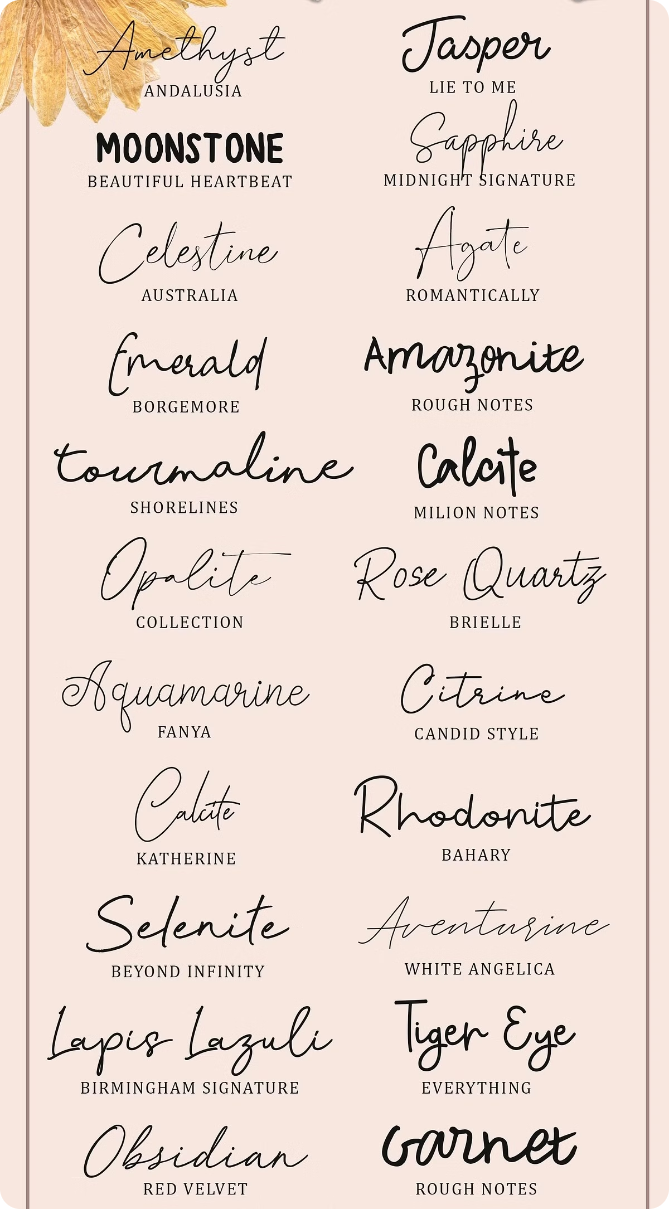 Amethyst
ANDALUSIA
Jasper
LIE TO ME
MOONSTONE
BEAUTIFUL HEARTBEAT
Sapphire
MIDNIGHT SIGNATURE
Celestine
AUSTRALIA
Agate
ROMANTICALLY
Emerald
BORGEMORE
Amazonite
ROUGH NOTES
tourmaline
SHORELINES
Calcite
MILION NOTES
Opalite
COLLECTION
Rose Quartz
BRIELLE
Aquamarine
FANYA
Citrine
CANDID STYLE
Calcite
KATHERINE
Rhodonite
BAHARY
Selenite
BEYOND INFINITY
Aventurine
WHITE ANGELICA
Lapis Lazuli
BIRMINGHAM SIGNATURE
Tiger Eye
EVERYTHING
Obsidian
RED VELVET
Garnet
ROUGH NOTES